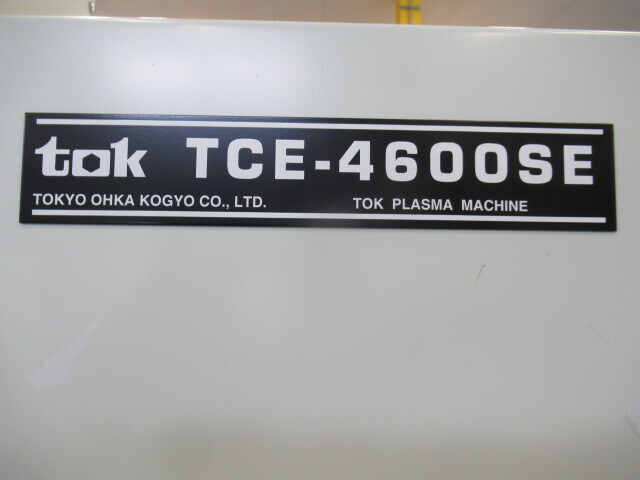 tok TCE-4600SE
TOKYO OHKA KOGYO CO., LTD. TOK PLASMA MACHINE